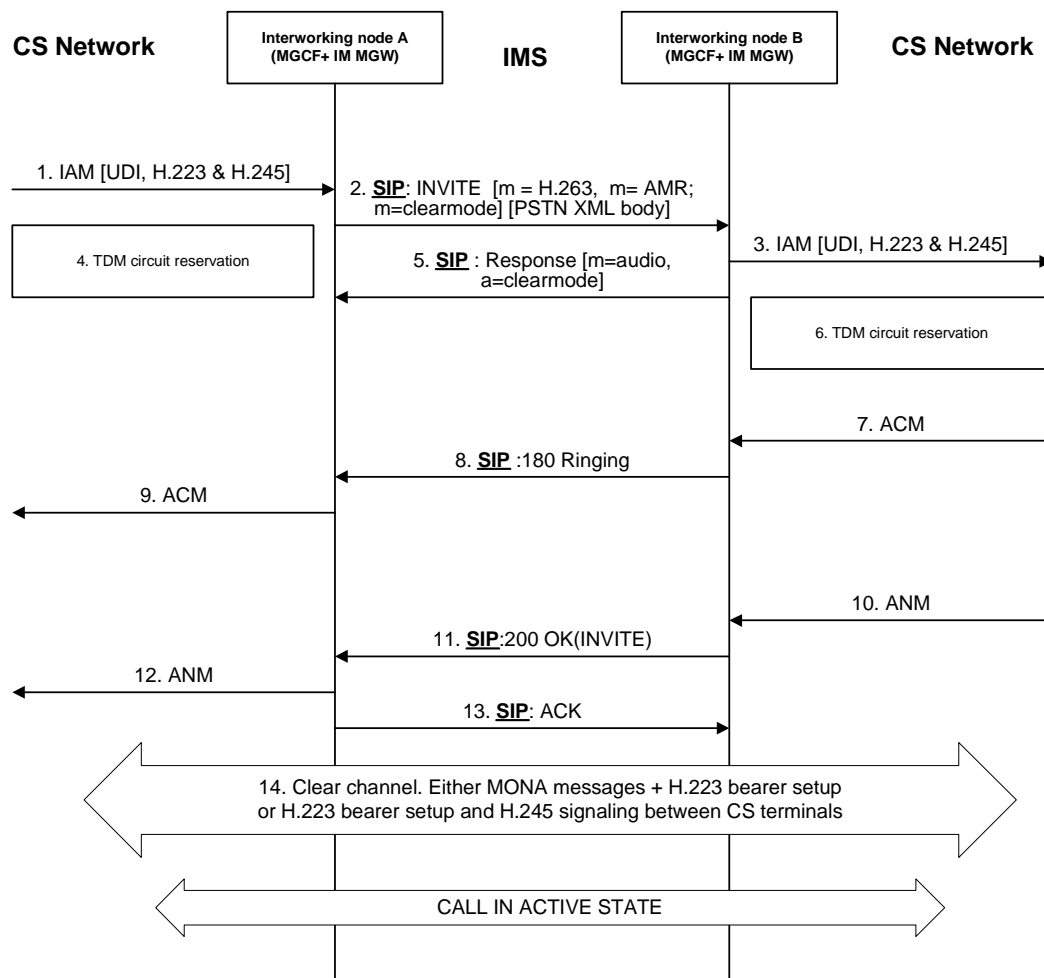 CS Network
Interworking node A
(MGCF+ IM MGW)
IMS
Interworking node B
(MGCF+ IM MGW)
CS Network
1. IAM [UDI, H.223 & H.245]
2. SIP: INVITE [m = H.263, m= AMR;
m=clearmode] [PSTN XML body]
3. IAM [UDI, H.223 & H.245]
4. TDM circuit reservation
5. SIP : Response [m=audio,
a=clearmode]
6. TDM circuit reservation
7. ACM
8. SIP :180 Ringing
9. ACM
10. ANM
11. SIP:200 OK(INVITE)
12. ANM
13. SIP: ACK
14. Clear channel. Either MONA messages + H.223 bearer setup
or H.223 bearer setup and H.245 signaling between CS terminals
CALL IN ACTIVE STATE